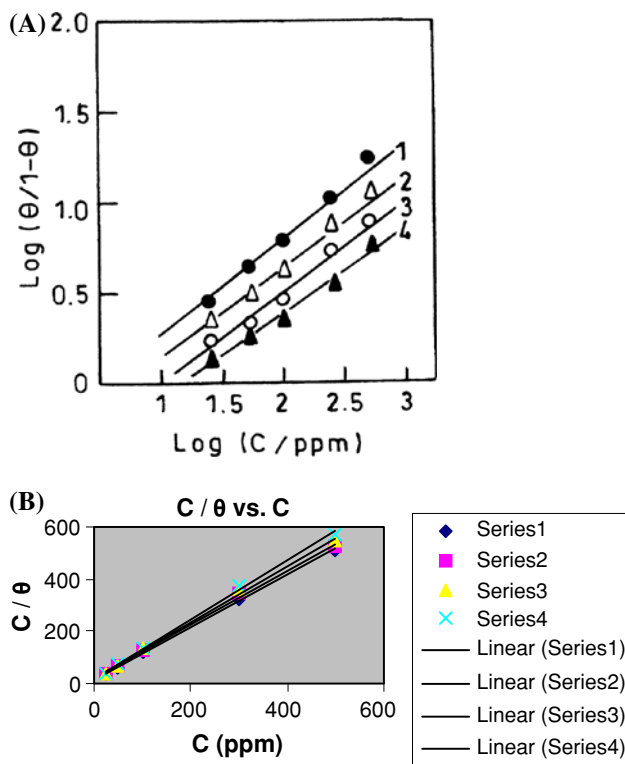 (A)
2.0
1.5
1.0
0.5
0
Log (θ/1-θ)
1
2
3
4
1 1.5 2 2.5 3
Log (C/ppm)
(B)
C / θ vs. C
600
400
200
0
C / θ
0 200 400 600
C (ppm)
Series1
Series2
Series3
Series4
Linear (Series1)
Linear (Series2)
Linear (Series3)
Linear (Series4)